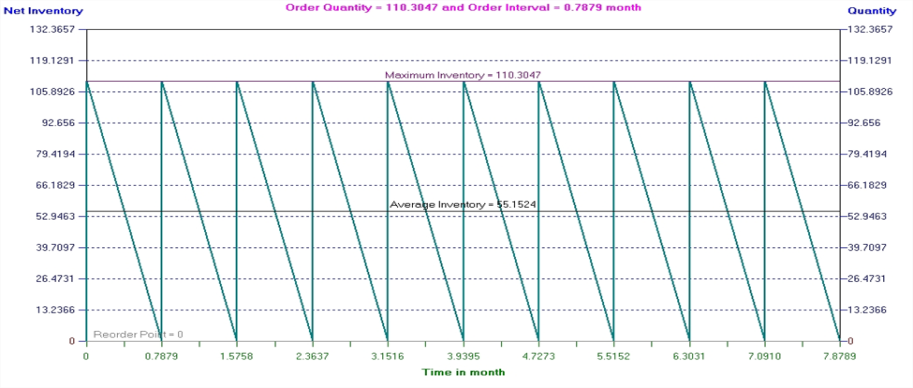 Order Quantity = 110.3047 and Order Interval = 0.7879 month
Net Inventory Quantity
132.3657 132.3657
119.1291 119.1291
Maximum Inventory = 110.3047
105.8926 105.8926
92.656 92.656
79.4194 79.4194
66.1829 66.1829
Average Inventory = 55.1524
52.9463 52.9463
39.7097 39.7097
26.4731 26.4731
13.2366 13.2366
Reorder Point = 0
0 0
0 0.7879 1.5758 2.3637 3.1516 3.9395 4.7273 5.5152 6.3031 7.0910 7.8789
Time in month